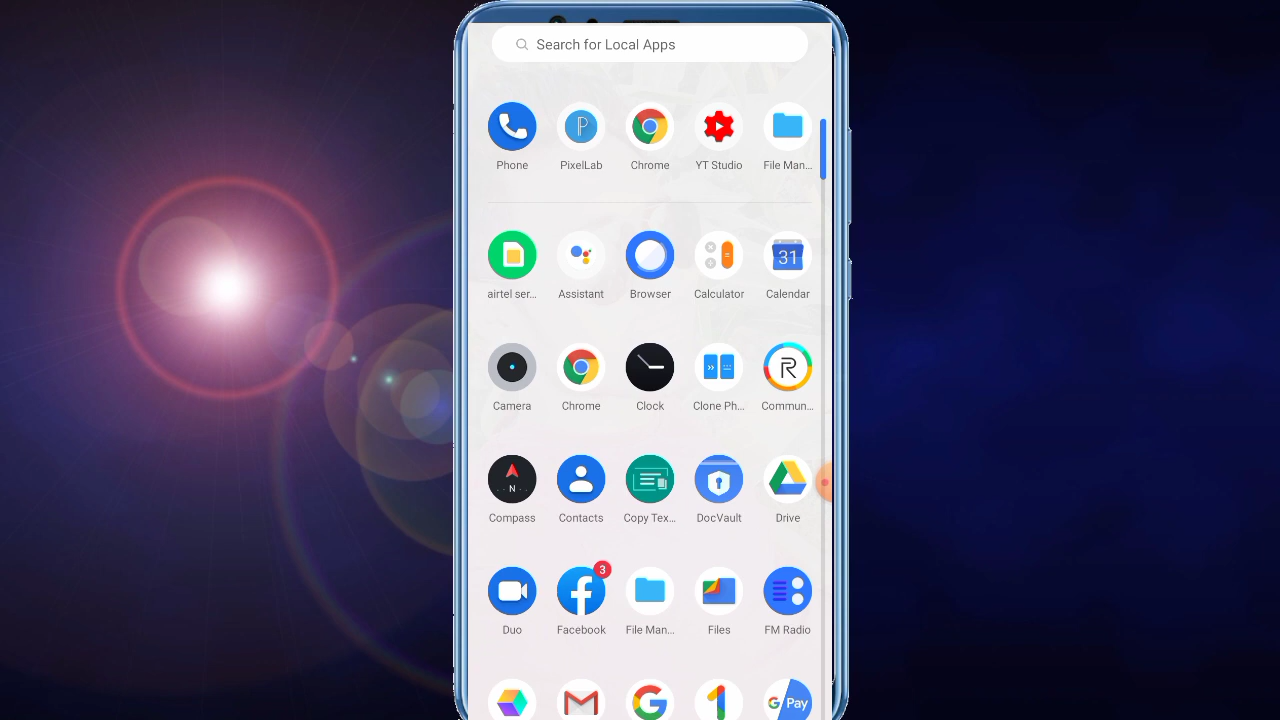 Search for Local Apps
Phone PixelLab Chrome YT Studio File Man...
31
airtel ser... Assistant Browser Calculator Calendar
R
Camera Chrome Clock Clone Ph... Commun...
N
Compass Contacts Copy Tex... DocVault Drive
3
Duo Facebook File Man... Files FM Radio
G Pay